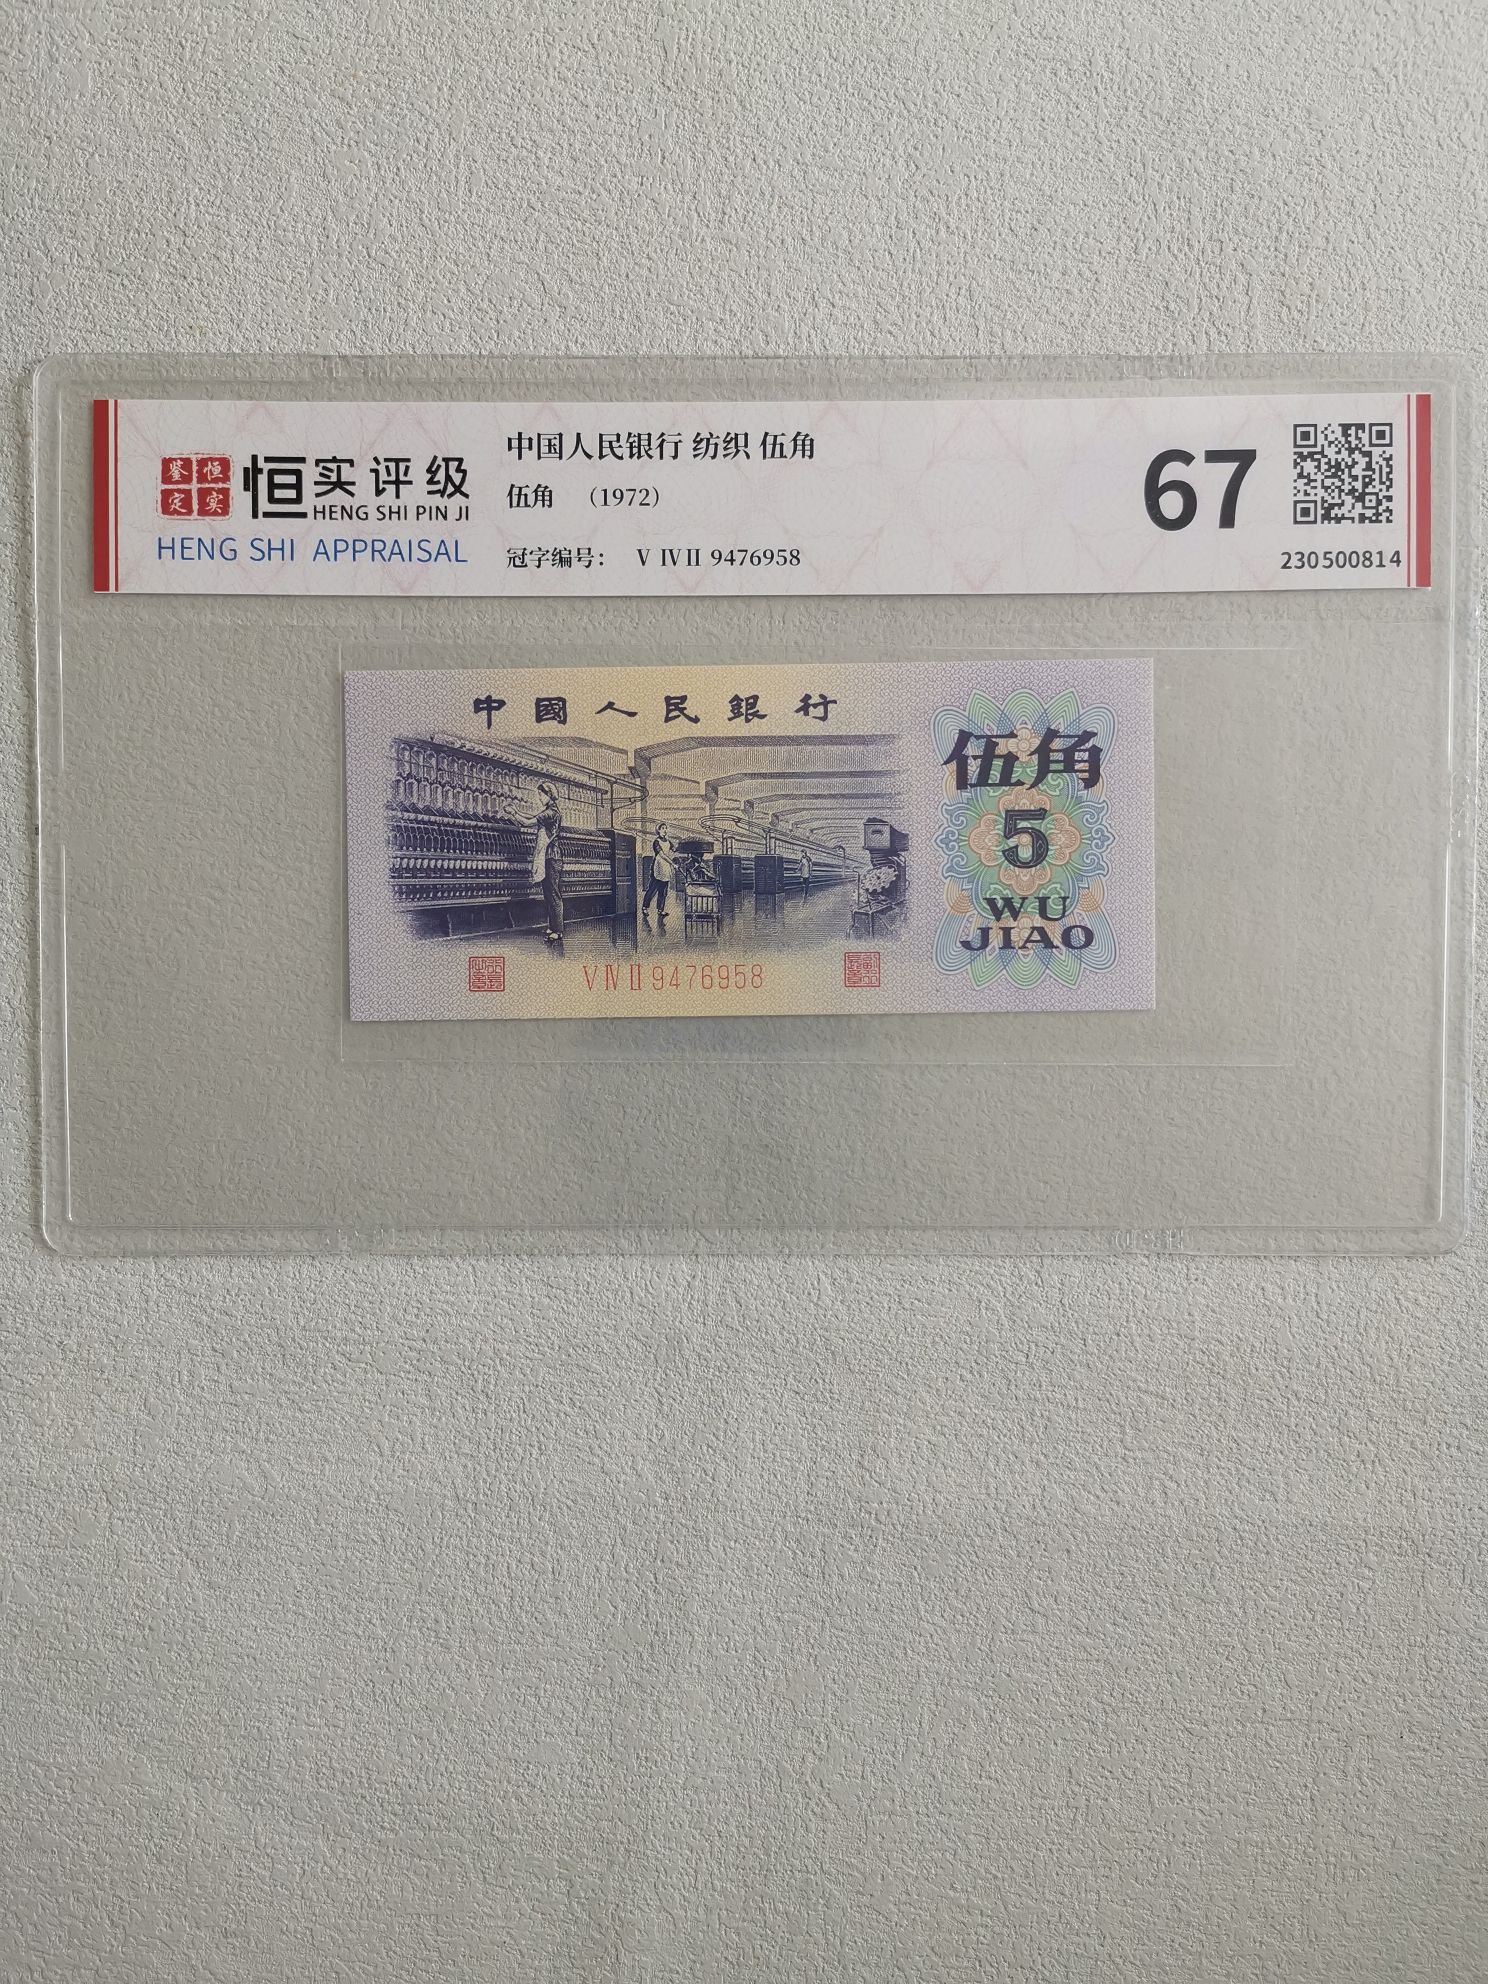 鉴恒
定实
恒实评级
HENG SHI PIN JI
HENG SHI APPRAISAL
中国人民银行 纺织 伍角
伍角 （1972）
冠字编号： Ⅴ Ⅳ Ⅱ 9476958
67
230500814
中國人民銀行
伍角
5
WU
JIAO
Ⅴ Ⅳ Ⅱ 9476958